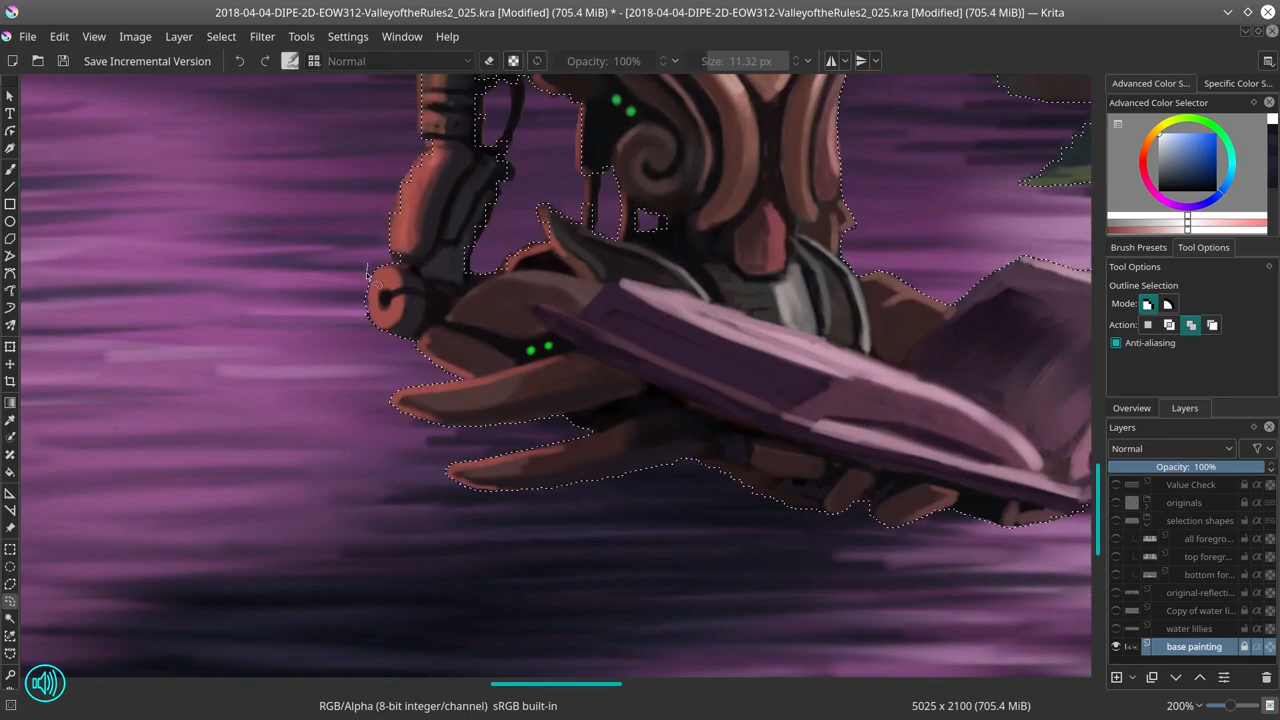 2018-04-04-DIPE-2D-EOW312-ValleyoftheRules2_025.kra [Modified] (705.4 MiB) * - [2018-04-04-DIPE-2D-EOW312-ValleyoftheRules2_025.kra [Modified] (705.4 MiB)] — Krita
File Edit View Image Layer Select Filter Tools Settings Window Help
Save Incremental Version Normal Opacity: 100% Size: 11.32 px
Advanced Color S... Specific Color S...
Advanced Color Selector
Brush Presets Tool Options
Tool Options
Outline Selection
Mode:
Action:
Anti-aliasing
Overview Layers
Layers
Normal
Opacity: 100%
Value Check
originals
selection shapes
all foregro...
top foregr...
bottom for...
original-reflecti...
Copy of water li...
water lillies
base painting
RGB/Alpha (8-bit integer/channel) sRGB built-in 5025 x 2100 (705.4 MiB) 200%